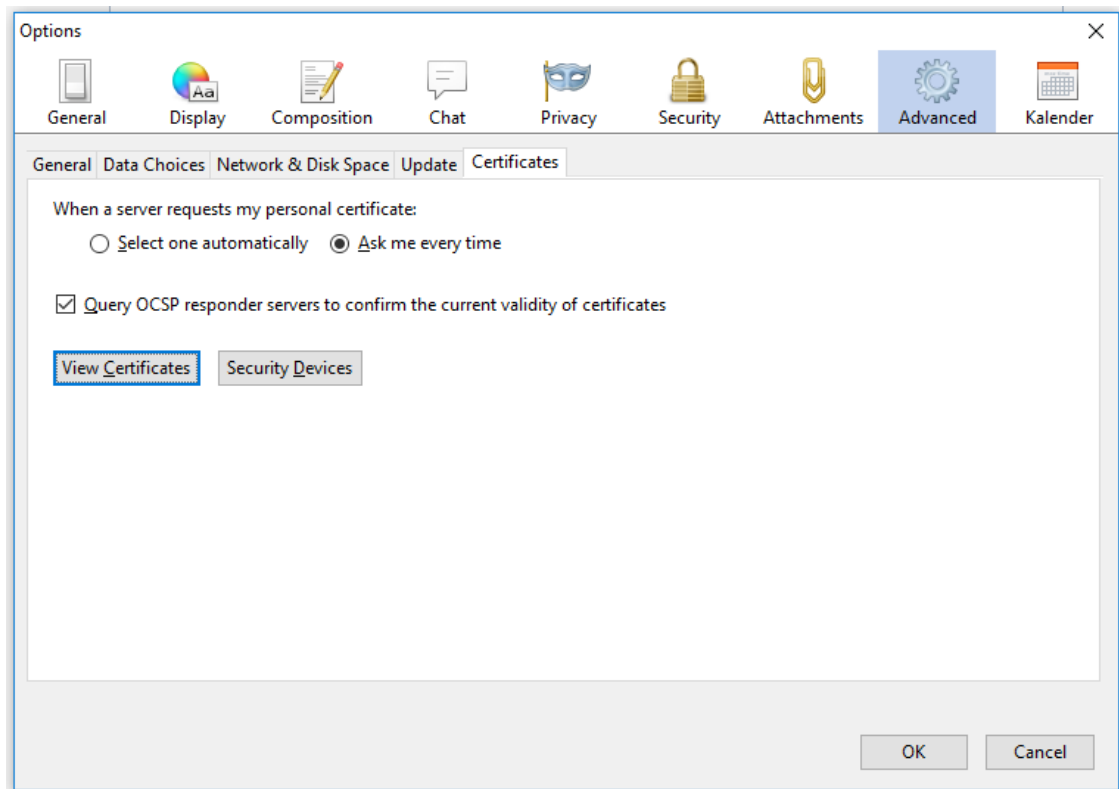 Options
Aa
General Display Composition Chat Privacy Security Attachments Advanced Kalender
General Data Choices Network & Disk Space Update Certificates
When a server requests my personal certificate:
Select one automatically Ask me every time
Query OCSP responder servers to confirm the current validity of certificates
View Certificates Security Devices
OK Cancel